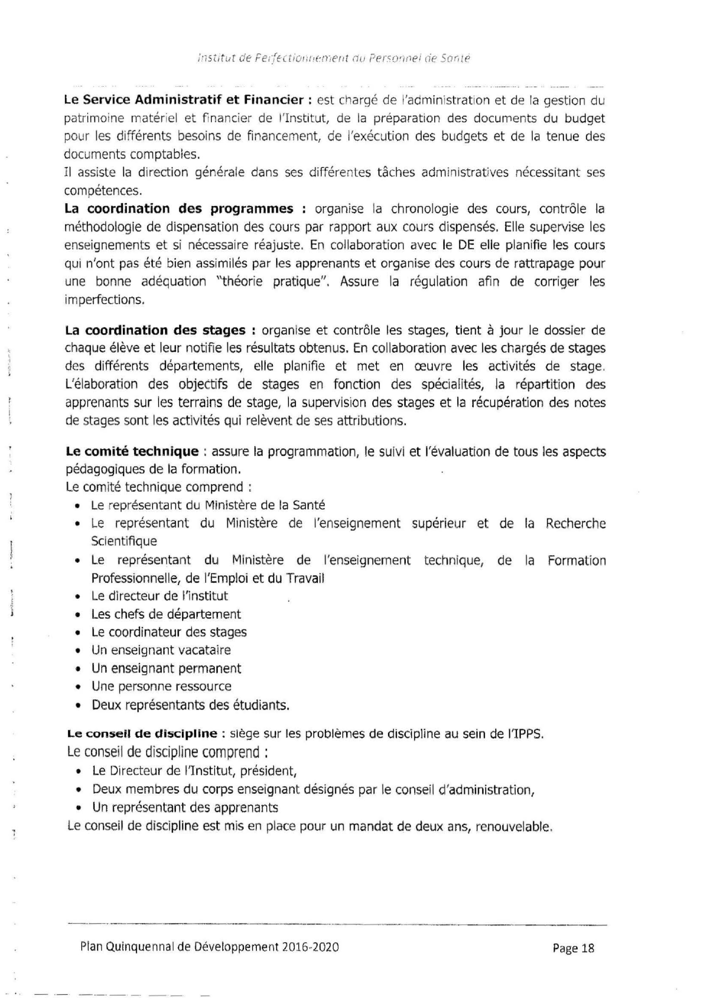 Institut de Perfectionnement du Personnel de Santé
Le Service Administratif et Financier : est chargé de l'administration et de la gestion du
patrimoine matériel et financier de l'Institut, de la préparation des documents du budget
pour les différents besoins de financement, de l'exécution des budgets et de la tenue des
documents comptables.
Il assiste la direction générale dans ses différentes tâches administratives nécessitant ses
compétences.
La coordination des programmes : organise la chronologie des cours, contrôle la
méthodologie de dispensation des cours par rapport aux cours dispensés. Elle supervise les
enseignements et si nécessaire réajuste. En collaboration avec le DE elle planifie les cours
qui n'ont pas été bien assimilés par les apprenants et organise des cours de rattrapage pour
une bonne adéquation "théorie pratique". Assure la régulation afin de corriger les
imperfections.
La coordination des stages : organise et contrôle les stages, tient à jour le dossier de
chaque élève et leur notifie les résultats obtenus. En collaboration avec les chargés de stages
des différents départements, elle planifie et met en œuvre les activités de stage.
L'élaboration des objectifs de stages en fonction des spécialités, la répartition des
apprenants sur les terrains de stage, la supervision des stages et la récupération des notes
de stages sont les activités qui relèvent de ses attributions.
Le comité technique : assure la programmation, le suivi et l'évaluation de tous les aspects
pédagogiques de la formation.
Le comité technique comprend :
• Le représentant du Ministère de la Santé
• Le représentant du Ministère de l'enseignement supérieur et de la Recherche
Scientifique
• Le représentant du Ministère de l'enseignement technique, de la Formation
Professionnelle, de l'Emploi et du Travail
• Le directeur de l'institut
• Les chefs de département
• Le coordinateur des stages
• Un enseignant vacataire
• Un enseignant permanent
• Une personne ressource
• Deux représentants des étudiants.
Le conseil de discipline : siège sur les problèmes de discipline au sein de l'IPPS.
Le conseil de discipline comprend :
• Le Directeur de l'Institut, président,
• Deux membres du corps enseignant désignés par le conseil d'administration,
• Un représentant des apprenants
Le conseil de discipline est mis en place pour un mandat de deux ans, renouvelable.
Plan Quinquennal de Développement 2016-2020
Page 18